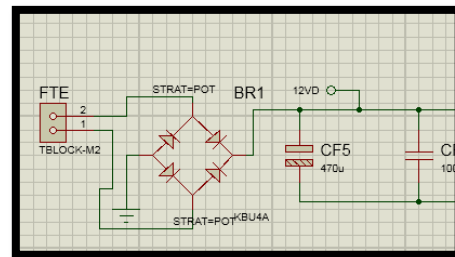 FTE
2
1
TBLOCK-M2
STRAT=POT
BR1
STRAT=POT
KBU4A
12VD
CF5
470u